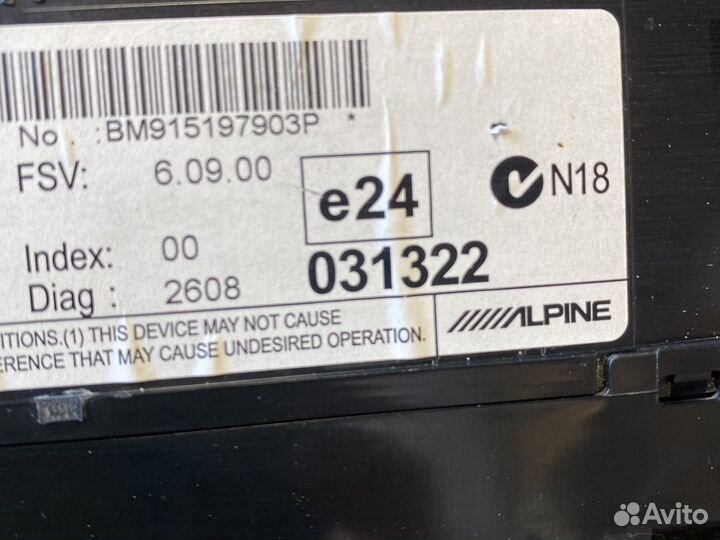 No . :BM915197903P *
FSV: 6.09.00
e24
N18
Index: 00
031322
Diag : 2608
ITIONS.(1) THIS DEVICE MAY NOT CAUSE
ERENCE THAT MAY CAUSE UNDESIRED OPERATION.
ALPINE
Avito